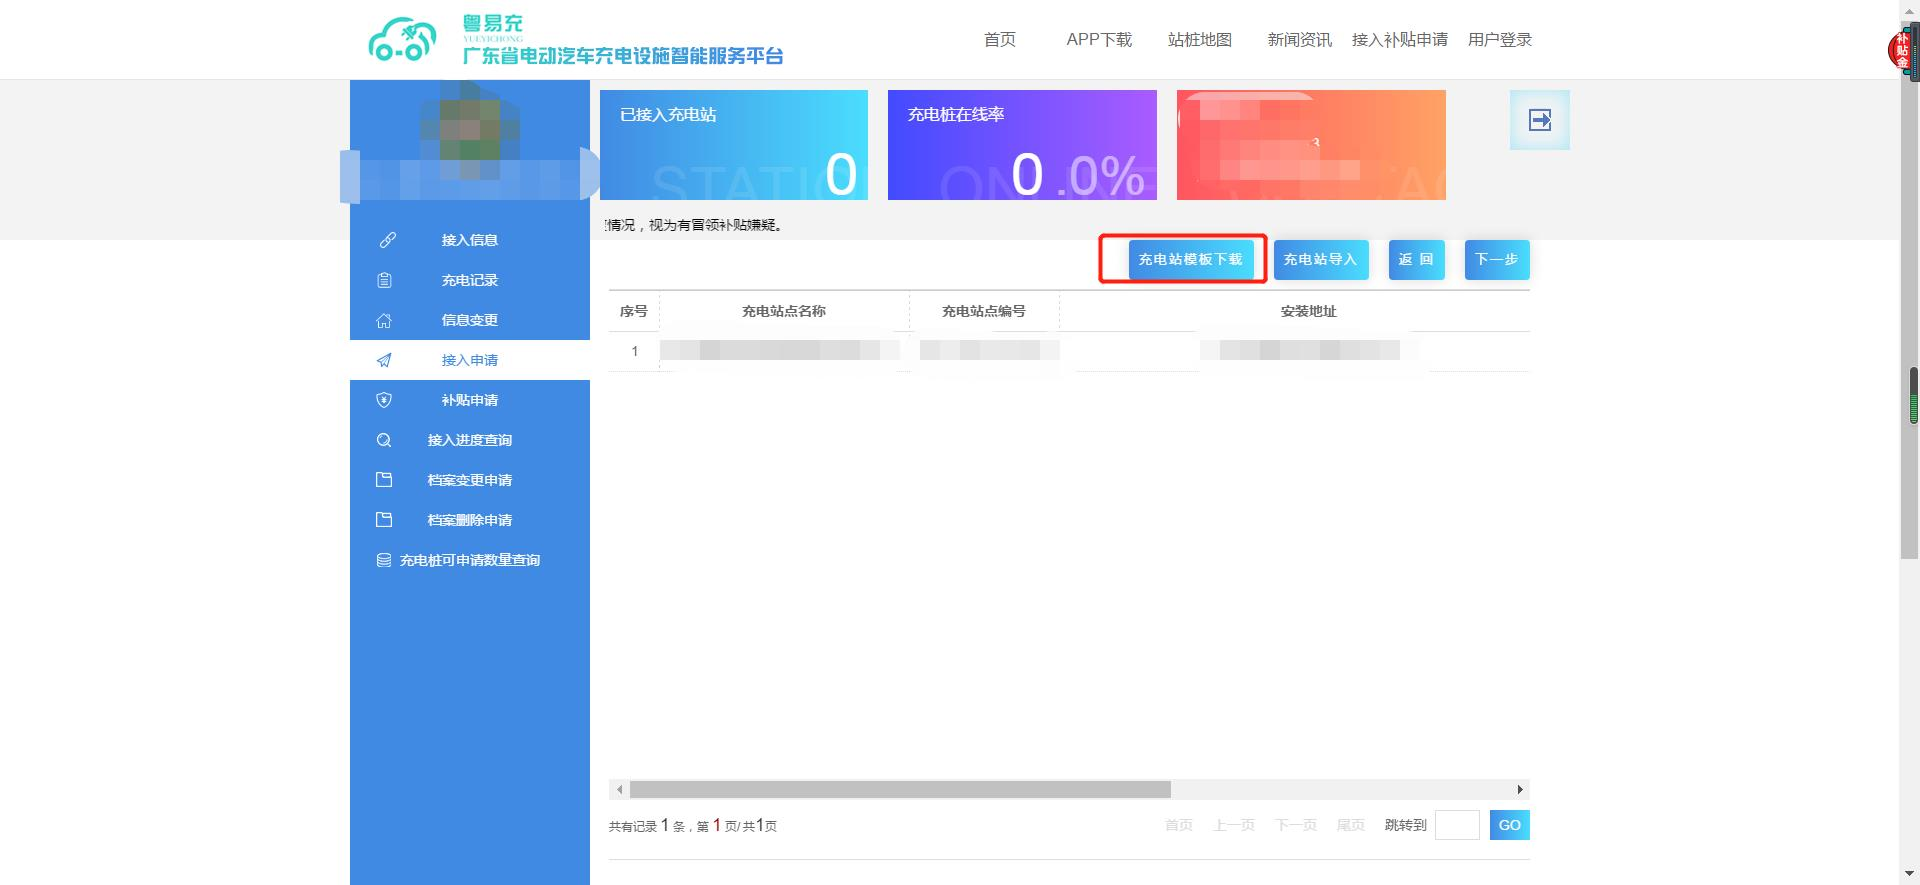 粤易充
YUEYICHONG
广东省电动汽车充电设施智能服务平台
首页 APP下载 站桩地图 新闻资讯 接入补贴申请 用户登录
补贴金
已接入充电站
0
充电桩在线率
0 .0%
情况，视为有冒领补贴嫌疑。
接入信息
充电记录
信息变更
接入申请
补贴申请
接入进度查询
档案变更申请
档案删除申请
充电桩可申请数量查询
充电站模板下载 充电站导入 返 回 下一步
序号 充电站点名称 充电站点编号 安装地址
1
共有记录 1 条，第 1 页/共1页
首页 上一页 下一页 尾页 跳转到 GO